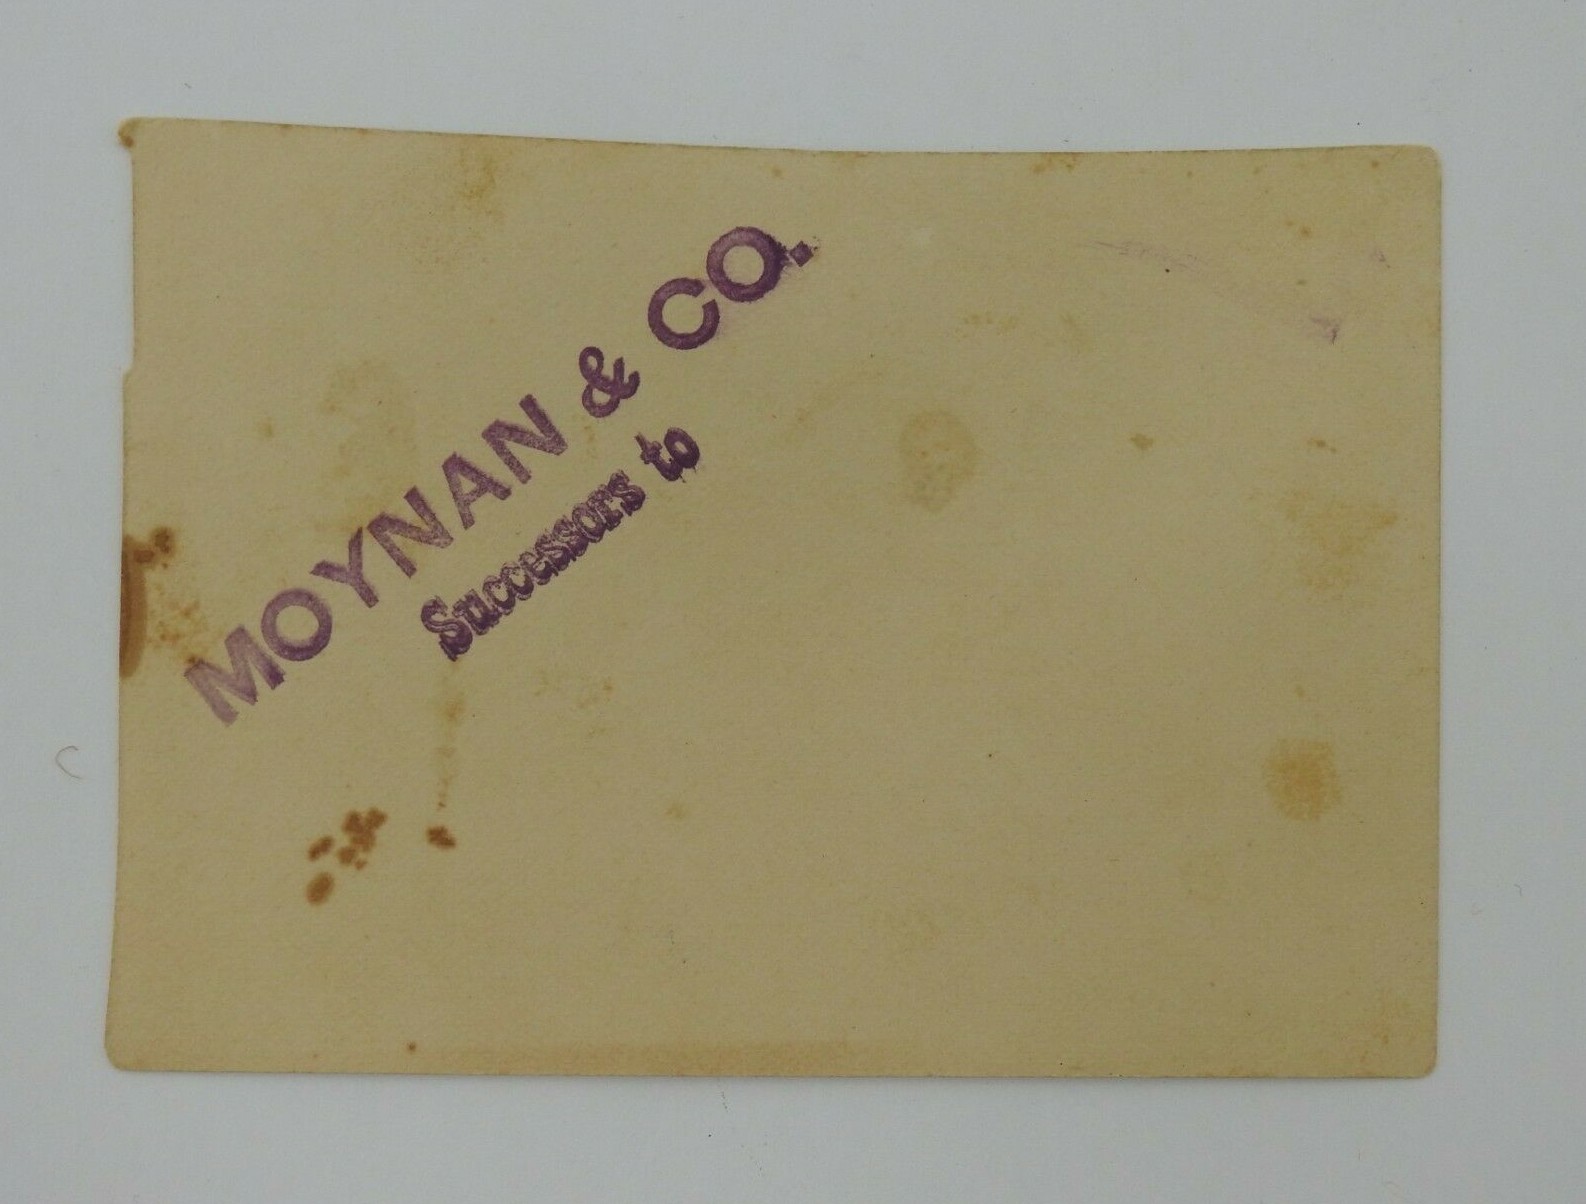 MOYNAN & CO.
Successors to